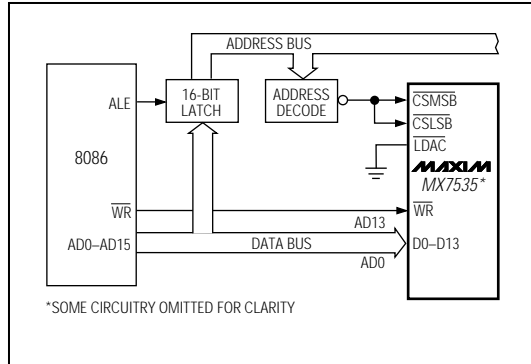 ADDRESS BUS
ALE
16-BIT
LATCH
ADDRESS
DECODE
CSMSB
CSLSB
LDAC
8086
MAXIM
MX7535*
WR
WR
AD13
AD0–AD15
DATA BUS
D0–D13
AD0
*SOME CIRCUITRY OMITTED FOR CLARITY